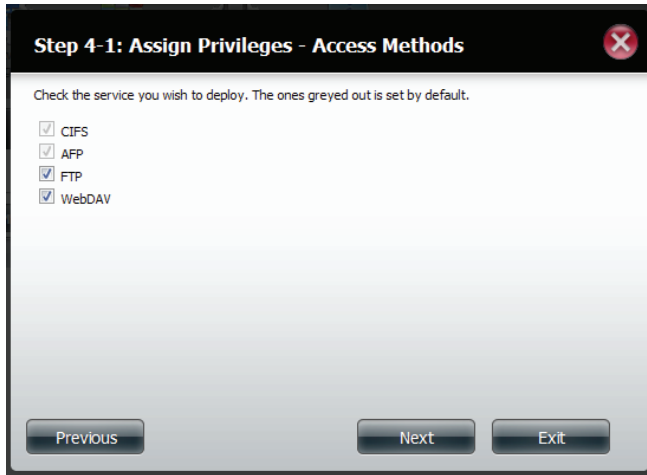 Step 4-1: Assign Privileges - Access Methods
Check the service you wish to deploy. The ones greyed out is set by default.
CIFS
AFP
FTP
WebDAV
Previous
Next
Exit